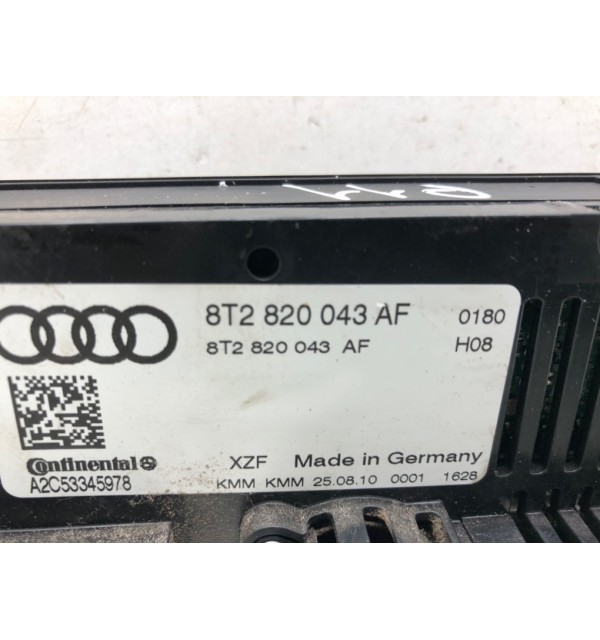 8T2 820 043 AF 0180
8T2 820 043 AF H08
Continental
XZF Made in Germany
A2C53345978
KMM KMM 25.08.10 0001 1628